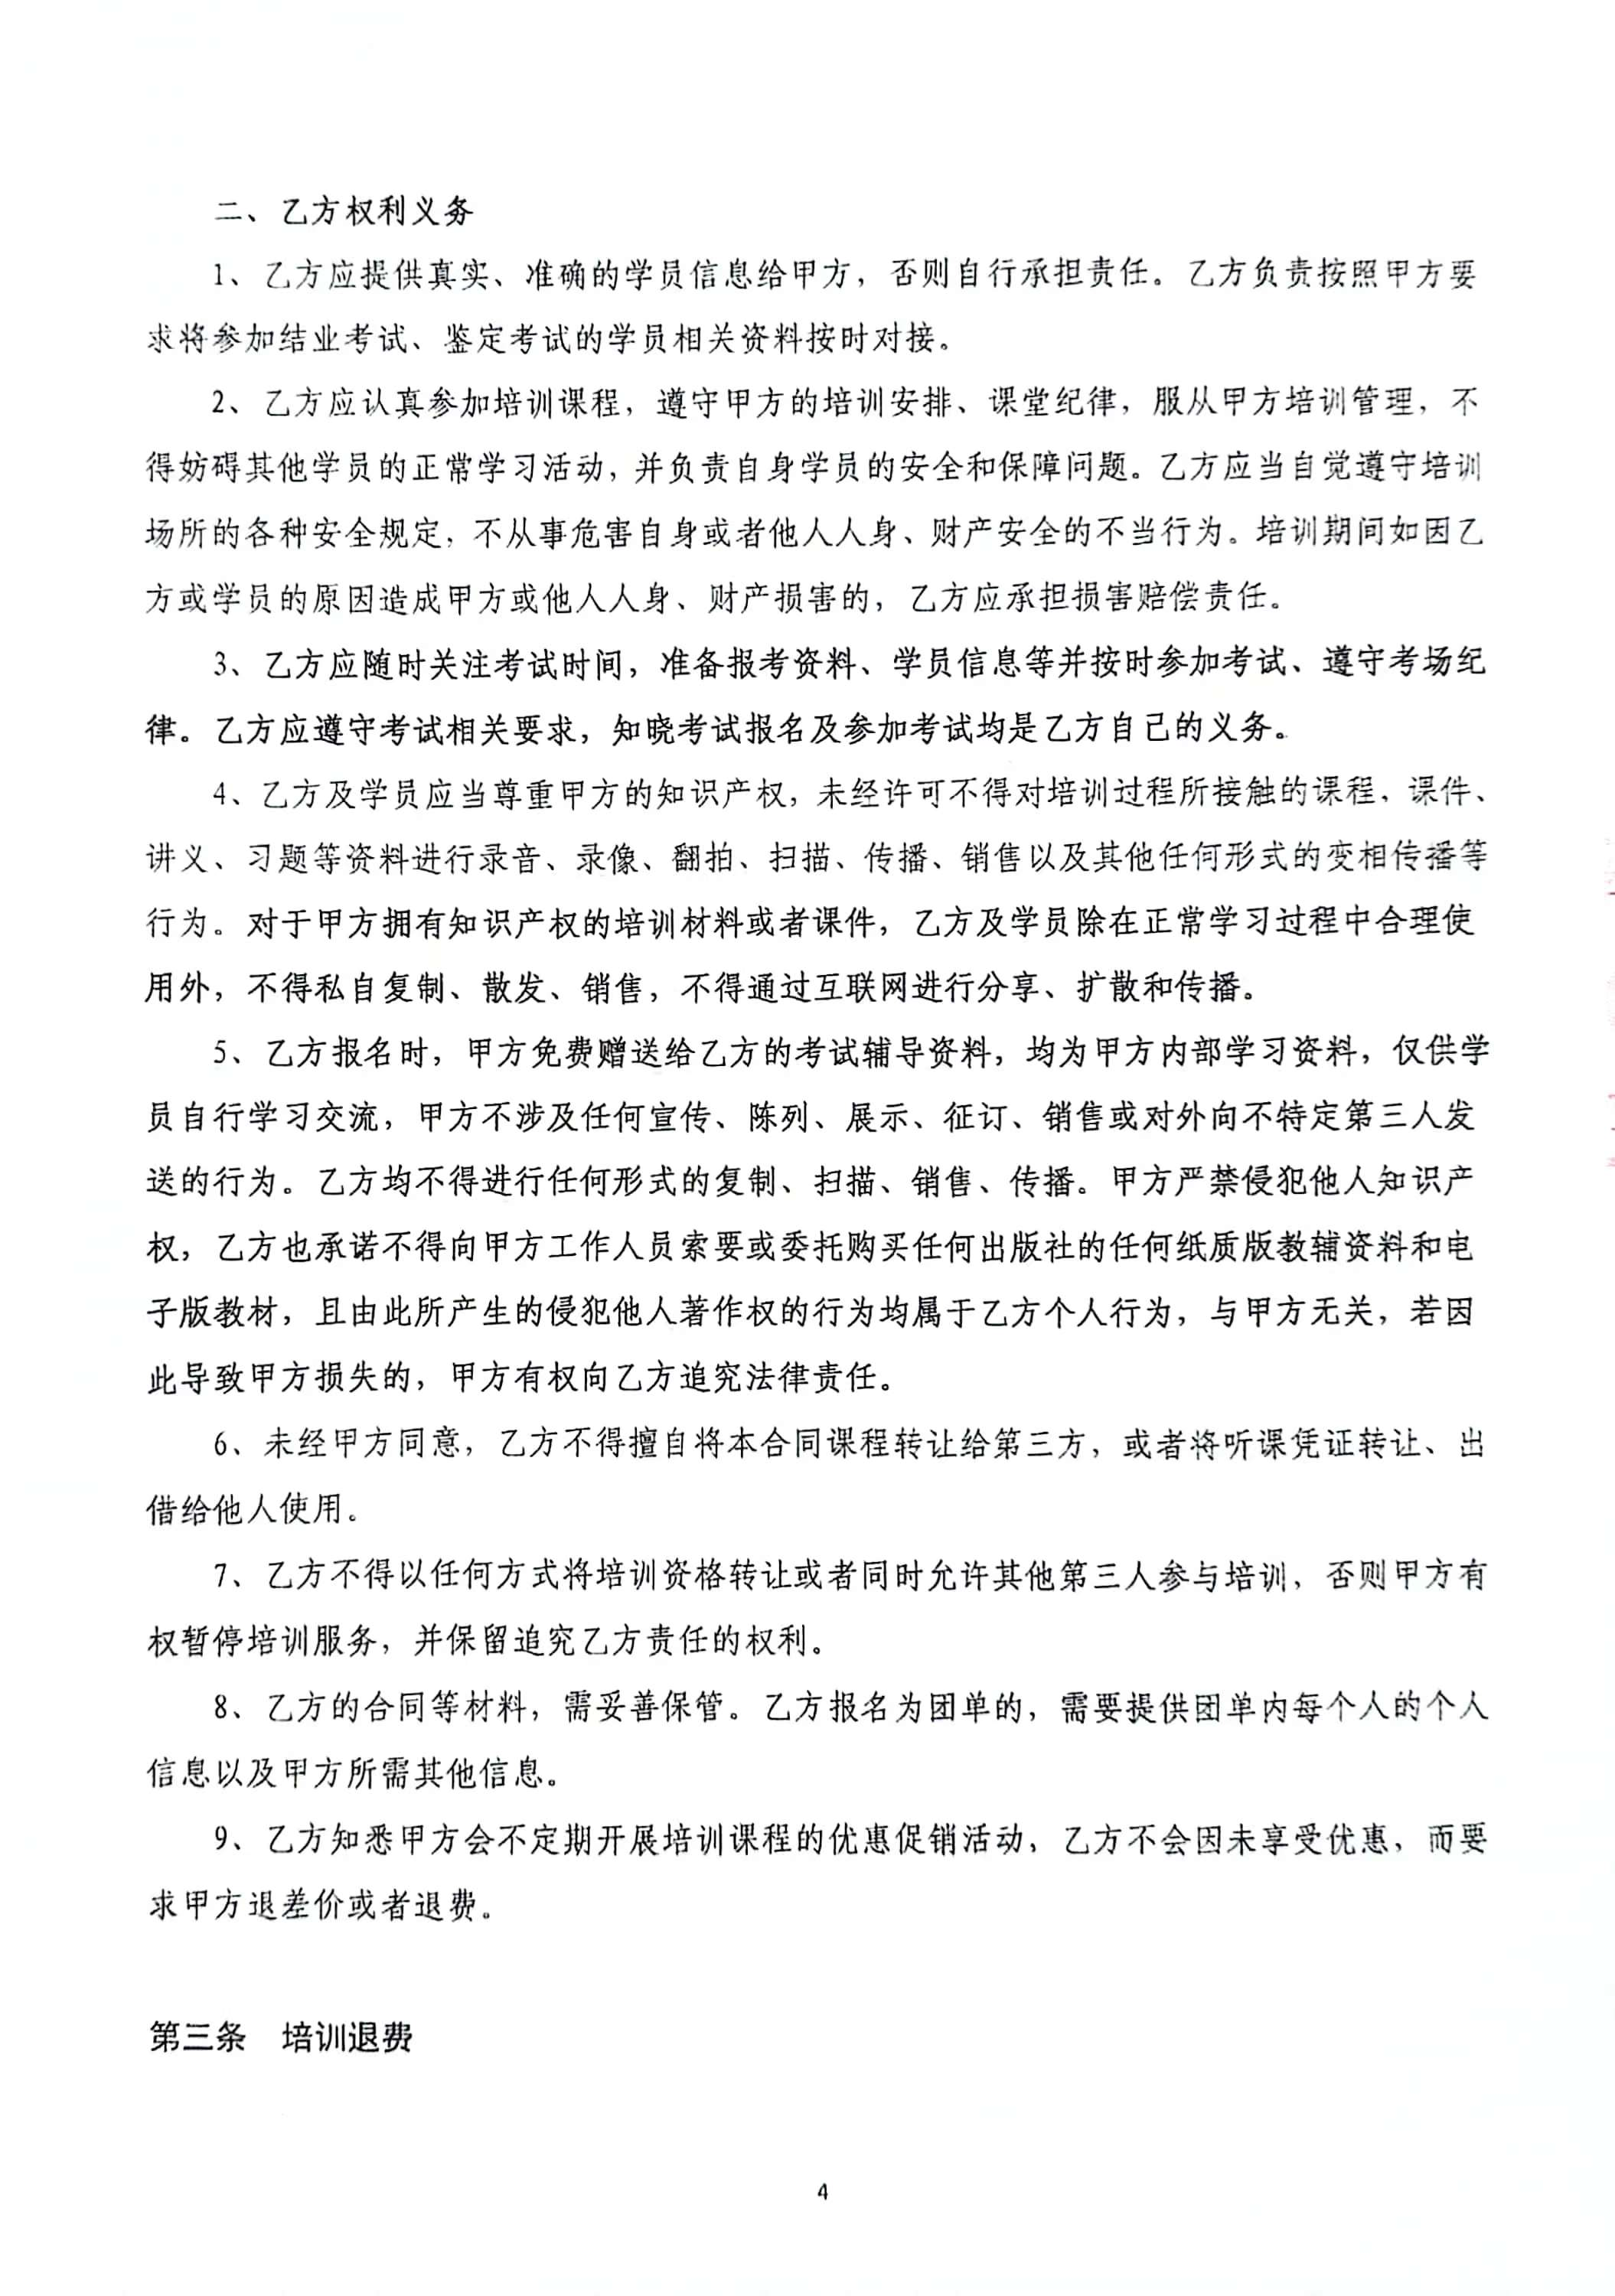 二、乙方权利义务
1、乙方应提供真实、准确的学员信息给甲方，否则自行承担责任。乙方负责按照甲方要
求将参加结业考试、鉴定考试的学员相关资料按时对接。
2、乙方应认真参加培训课程，遵守甲方的培训安排、课堂纪律，服从甲方培训管理，不
得妨碍其他学员的正常学习活动，并负责自身学员的安全和保障问题。乙方应当自觉遵守培训
场所的各种安全规定，不从事危害自身或者他人人身、财产安全的不当行为。培训期间如因乙
方或学员的原因造成甲方或他人人身、财产损害的，乙方应承担损害赔偿责任。
3、乙方应随时关注考试时间，准备报考资料、学员信息等并按时参加考试、遵守考场纪
律。乙方应遵守考试相关要求，知晓考试报名及参加考试均是乙方自己的义务。
4、乙方及学员应当尊重甲方的知识产权，未经许可不得对培训过程所接触的课程，课件、
讲义、习题等资料进行录音、录像、翻拍、扫描、传播、销售以及其他任何形式的变相传播等
行为。对于甲方拥有知识产权的培训材料或者课件，乙方及学员除在正常学习过程中合理使
用外，不得私自复制、散发、销售，不得通过互联网进行分享、扩散和传播。
5、乙方报名时，甲方免费赠送给乙方的考试辅导资料，均为甲方内部学习资料，仅供学
员自行学习交流，甲方不涉及任何宣传、陈列、展示、征订、销售或对外向不特定第三人发
送的行为。乙方均不得进行任何形式的复制、扫描、销售、传播。甲方严禁侵犯他人知识产
权，乙方也承诺不得向甲方工作人员索要或委托购买任何出版社的任何纸质版教辅资料和电
子版教材，且由此所产生的侵犯他人著作权的行为均属于乙方个人行为，与甲方无关，若因
此导致甲方损失的，甲方有权向乙方追究法律责任。
6、未经甲方同意，乙方不得擅自将本合同课程转让给第三方，或者将听课凭证转让、出
借给他人使用。
7、乙方不得以任何方式将培训资格转让或者同时允许其他第三人参与培训，否则甲方有
权暂停培训服务，并保留追究乙方责任的权利。
8、乙方的合同等材料，需妥善保管。乙方报名为团单的，需要提供团单内每个人的个人
信息以及甲方所需其他信息。
9、乙方知悉甲方会不定期开展培训课程的优惠促销活动，乙方不会因未享受优惠，而要
求甲方退差价或者退费。
第三条 培训退费
4